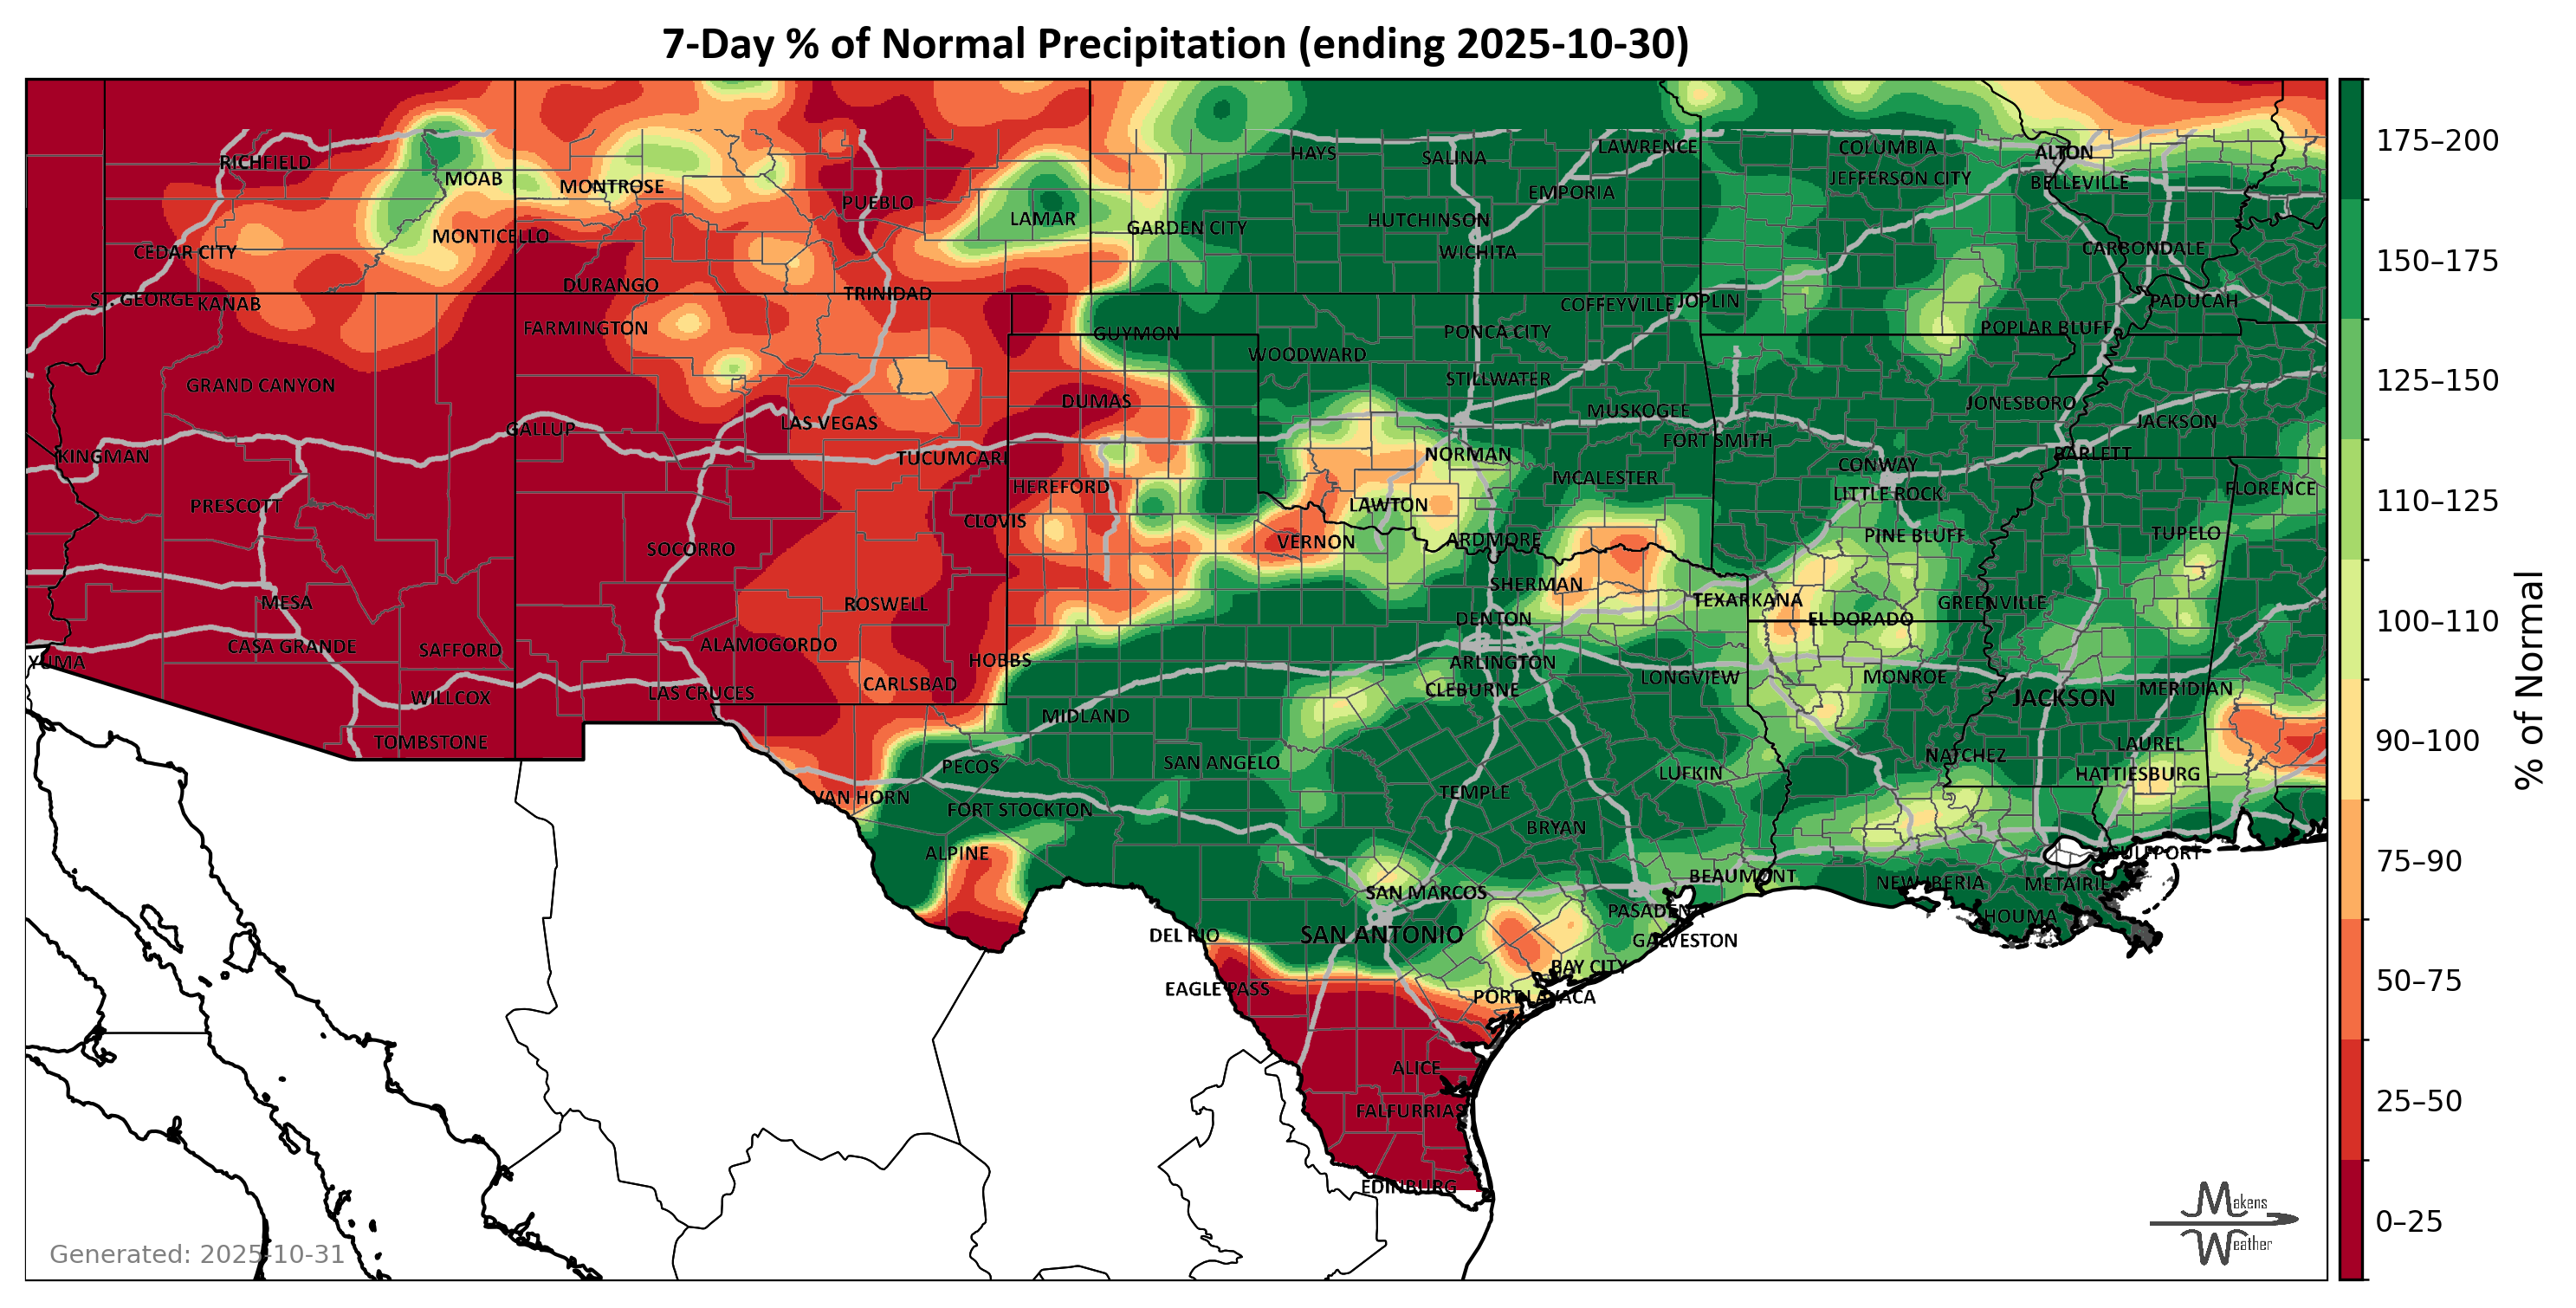 7-Day % of Normal Precipitation (ending 2025-10-30)
HAYS
SALINA
LAWRENCE
COLUMBIA
ALTON
RICHFIELD
MOAB
MONTROSE
PUEBLO
LAMAR
EMPORIA
JEFFERSON CITY
BELLEVILLE
GARDEN CITY
HUTCHINSON
WICHITA
MONTICELLO
CEDAR CITY
CARBONDALE
DURANGO
TRINIDAD
ST. GEORGE
KANAB
COFFEYVILLE
JOPLIN
PADUCAH
FARMINGTON
GUYMON
PONCA CITY
POPLAR BLUFF
WOODWARD
GRAND CANYON
STILLWATER
DUMAS
MUSKOGEE
JONESBORO
JACKSON
GALLUP
LAS VEGAS
FORT SMITH
KINGMAN
TUCUMCARI
NORMAN
BARLETT
CONWAY
MCALESTER
HEREFORD
LITTLE ROCK
FLORENCE
PRESCOTT
LAWTON
CLOVIS
PINE BLUFF
TUPELO
SOCORRO
VERNON
ARDMORE
SHERMAN
MESA
ROSWELL
TEXARKANA
GREENVILLE
DENTON
EL DORADO
CASA GRANDE
SAFFORD
ALAMOGORDO
HOBBS
ARLINGTON
YUMA
LONGVIEW
MONROE
CARLSBAD
CLEBURNE
MERIDIAN
WILLCOX
LAS CRUCES
JACKSON
MIDLAND
TOMBSTONE
LAUREL
NATCHEZ
PECOS
SAN ANGELO
LUFKIN
HATTIESBURG
VAN HORN
FORT STOCKTON
TEMPLE
BRYAN
ALPINE
GULFPORT
BEAUMONT
NEW IBERIA
METAIRIE
SAN MARCOS
PASADENA
HOUMA
DEL RIO
SAN ANTONIO
GALVESTON
BAY CITY
EAGLE PASS
PORT LAVACA
ALICE
FALFURRIAS
EDINBURG
175–200
150–175
125–150
110–125
100–110
90–100
75–90
50–75
25–50
0–25
% of Normal
Generated: 2025-10-31
Makens
Weather